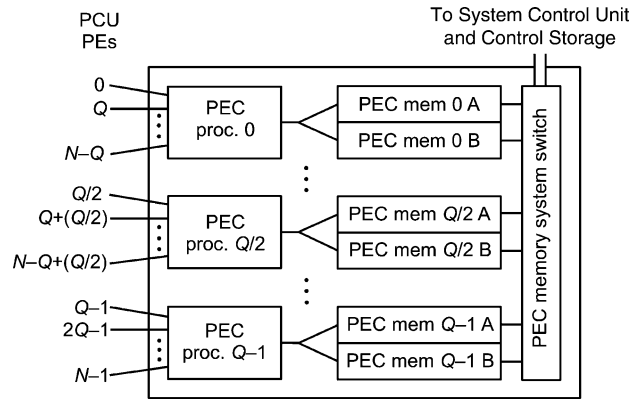 PCU
PEs
To System Control Unit
and Control Storage
0
Q
N–Q
PEC
proc. 0
PEC mem 0 A
PEC mem 0 B
Q/2
Q+(Q/2)
N–Q+(Q/2)
PEC
proc. Q/2
PEC mem Q/2 A
PEC mem Q/2 B
Q–1
2Q–1
N–1
PEC
proc. Q–1
PEC mem Q–1 A
PEC mem Q–1 B
PEC memory system switch